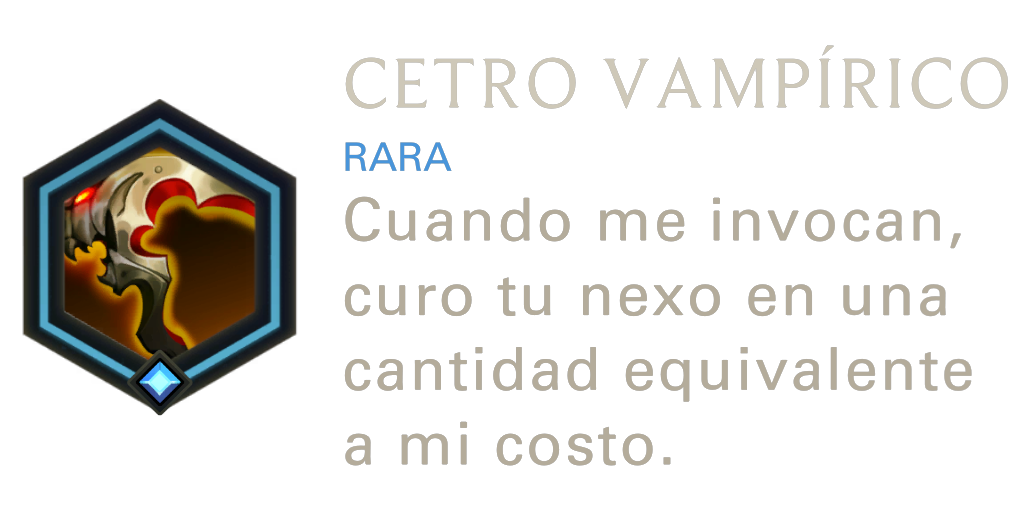 CETRO VAMPÍRICO
RARA
Cuando me invocan,
curo tu nexo en una
cantidad equivalente
a mi costo.